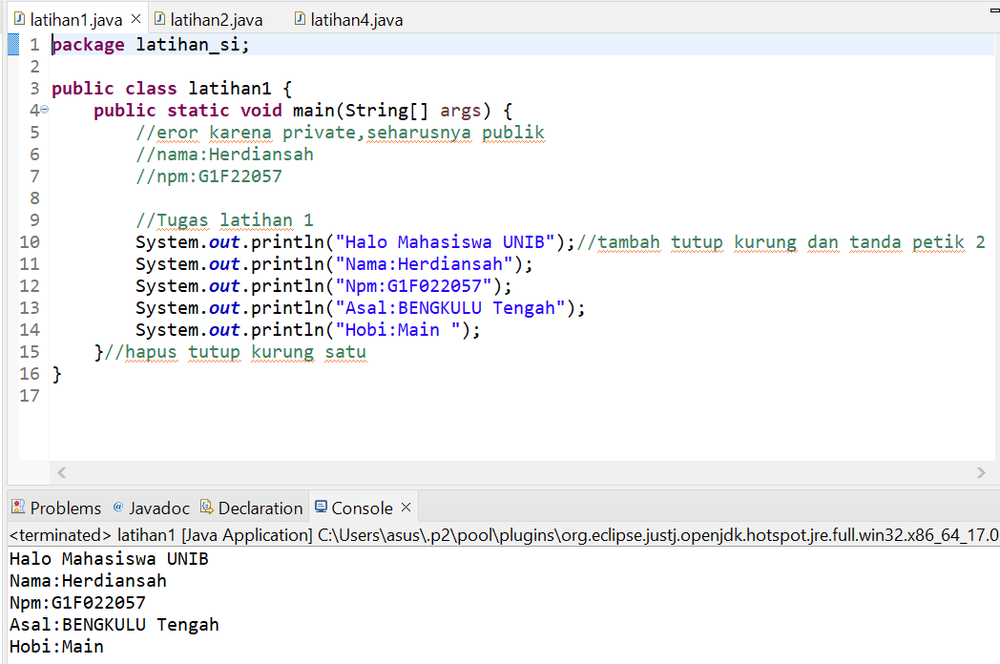 latihan1.java latihan2.java latihan4.java
1 package latihan_si;
2
3 public class latihan1 {
4 public static void main(String[] args) {
5 //eror karena private,seharusnya publik
6 //nama:Herdiansah
7 //npm:G1F22057
8
9 //Tugas latihan 1
10 System.out.println("Halo Mahasiswa UNIB");//tambah tutup kurung dan tanda petik 2
11 System.out.println("Nama:Herdiansah");
12 System.out.println("Npm:G1F022057");
13 System.out.println("Asal:BENGKULU Tengah");
14 System.out.println("Hobi:Main ");
15 }//hapus tutup kurung satu
16 }
17
Problems @ Javadoc Declaration Console
<terminated> latihan1 [Java Application] C:\Users\asus\.p2\pool\plugins\org.eclipse.justj.openjdk.hotspot.jre.full.win32.x86_64_17.0
Halo Mahasiswa UNIB
Nama:Herdiansah
Npm:G1F022057
Asal:BENGKULU Tengah
Hobi:Main